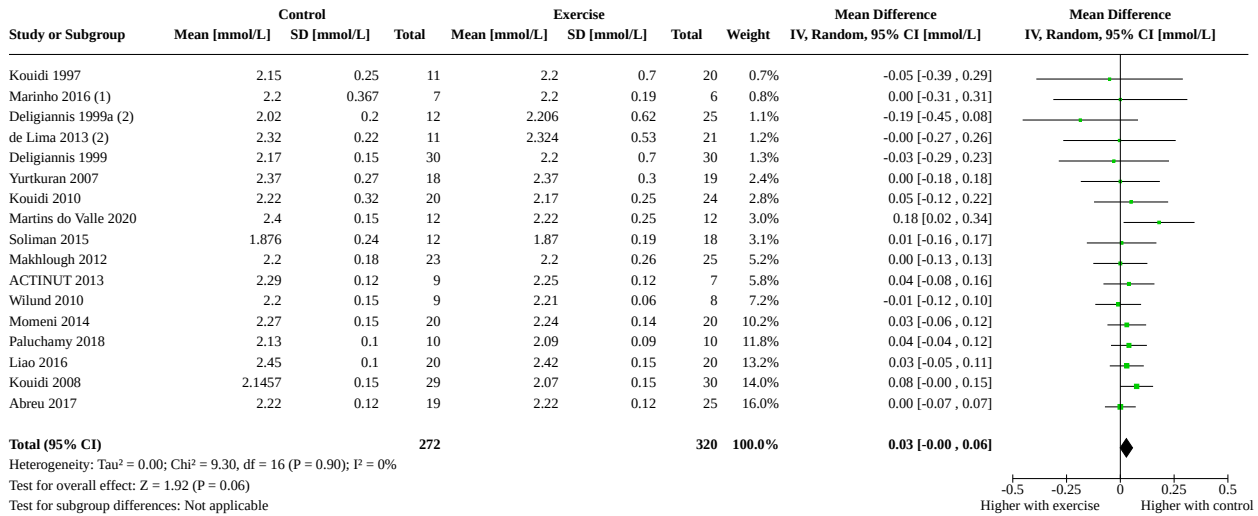 Control Exercise Mean Difference Mean Difference
Study or Subgroup Mean [mmol/L] SD [mmol/L] Total Mean [mmol/L] SD [mmol/L] Total Weight IV, Random, 95% CI [mmol/L] IV, Random, 95% CI [mmol/L]
Kouidi 1997 2.15 0.25 11 2.2 0.7 20 0.7% -0.05 [-0.39 , 0.29]
Marinho 2016 (1) 2.2 0.367 7 2.2 0.19 6 0.8% 0.00 [-0.31 , 0.31]
Deligiannis 1999a (2) 2.02 0.2 12 2.206 0.62 25 1.1% -0.19 [-0.45 , 0.08]
de Lima 2013 (2) 2.32 0.22 11 2.324 0.53 21 1.2% -0.00 [-0.27 , 0.26]
Deligiannis 1999 2.17 0.15 30 2.2 0.7 30 1.3% -0.03 [-0.29 , 0.23]
Yurtkuran 2007 2.37 0.27 18 2.37 0.3 19 2.4% 0.00 [-0.18 , 0.18]
Kouidi 2010 2.22 0.32 20 2.17 0.25 24 2.8% 0.05 [-0.12 , 0.22]
Martins do Valle 2020 2.4 0.15 12 2.22 0.25 12 3.0% 0.18 [0.02 , 0.34]
Soliman 2015 1.876 0.24 12 1.87 0.19 18 3.1% 0.01 [-0.16 , 0.17]
Makhlough 2012 2.2 0.18 23 2.2 0.26 25 5.2% 0.00 [-0.13 , 0.13]
ACTINUT 2013 2.29 0.12 9 2.25 0.12 7 5.8% 0.04 [-0.08 , 0.16]
Wilund 2010 2.2 0.15 9 2.21 0.06 8 7.2% -0.01 [-0.12 , 0.10]
Momeni 2014 2.27 0.15 20 2.24 0.14 20 10.2% 0.03 [-0.06 , 0.12]
Paluchamy 2018 2.13 0.1 10 2.09 0.09 10 11.8% 0.04 [-0.04 , 0.12]
Liao 2016 2.45 0.1 20 2.42 0.15 20 13.2% 0.03 [-0.05 , 0.11]
Kouidi 2008 2.1457 0.15 29 2.07 0.15 30 14.0% 0.08 [-0.00 , 0.15]
Abreu 2017 2.22 0.12 19 2.22 0.12 25 16.0% 0.00 [-0.07 , 0.07]
Total (95% CI) 272 320 100.0% 0.03 [-0.00 , 0.06]
Heterogeneity: Tau² = 0.00; Chi² = 9.30, df = 16 (P = 0.90); I² = 0%
Test for overall effect: Z = 1.92 (P = 0.06)
Test for subgroup differences: Not applicable
-0.5 -0.25 0 0.25 0.5
Higher with exercise Higher with control